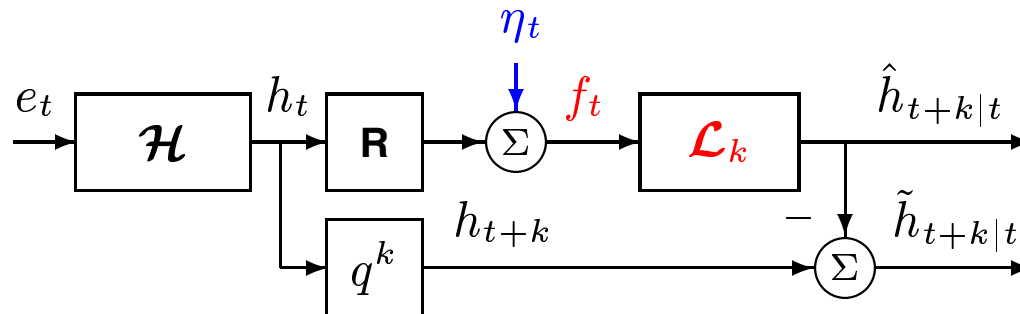 η_t
e_t 𝓗 h_t R Σ f_t 𝓛_k ĥ_{t+k|t}
q^k h_{t+k} − Σ h̃_{t+k|t}